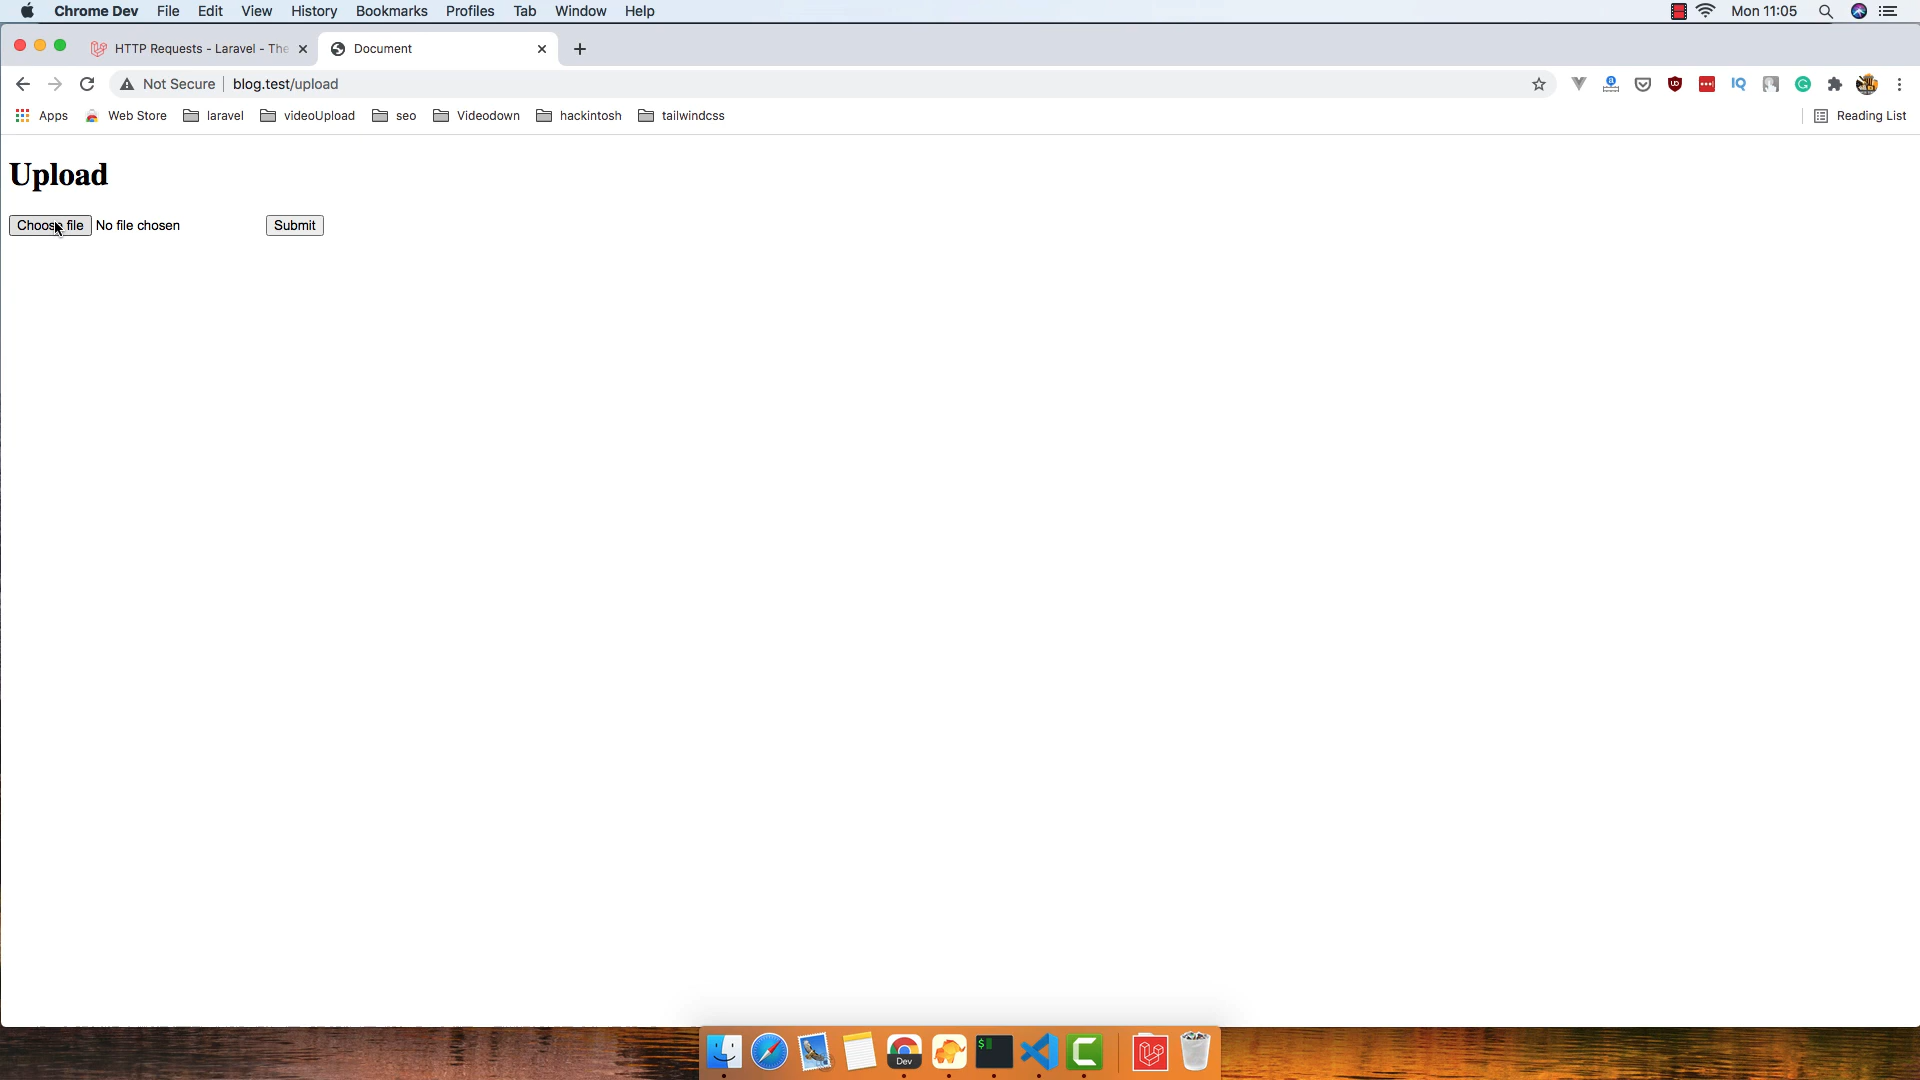 Chrome Dev File Edit View History Bookmarks Profiles Tab Window Help Mon 11:05
HTTP Requests - Laravel - The Document
Not Secure blog.test/upload
Apps Web Store laravel videoUpload seo Videodown hackintosh tailwindcss Reading List
Upload
Choose file No file chosen Submit
Dev $